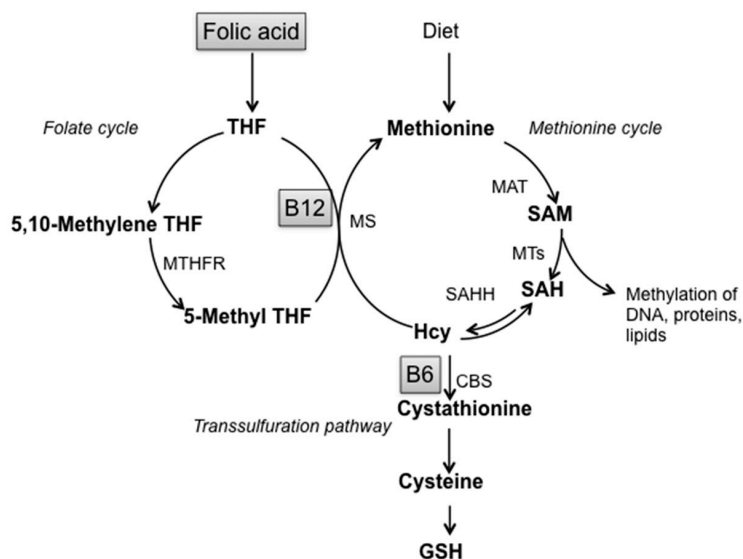 Folic acid
Diet
Folate cycle
THF
Methionine
Methionine cycle
MAT
B12
MS
SAM
5,10-Methylene THF
MTHFR
MTs
SAHH
SAH
Methylation of
DNA, proteins,
lipids
5-Methyl THF
Hcy
B6
CBS
Cystathionine
Transsulfuration pathway
Cysteine
GSH